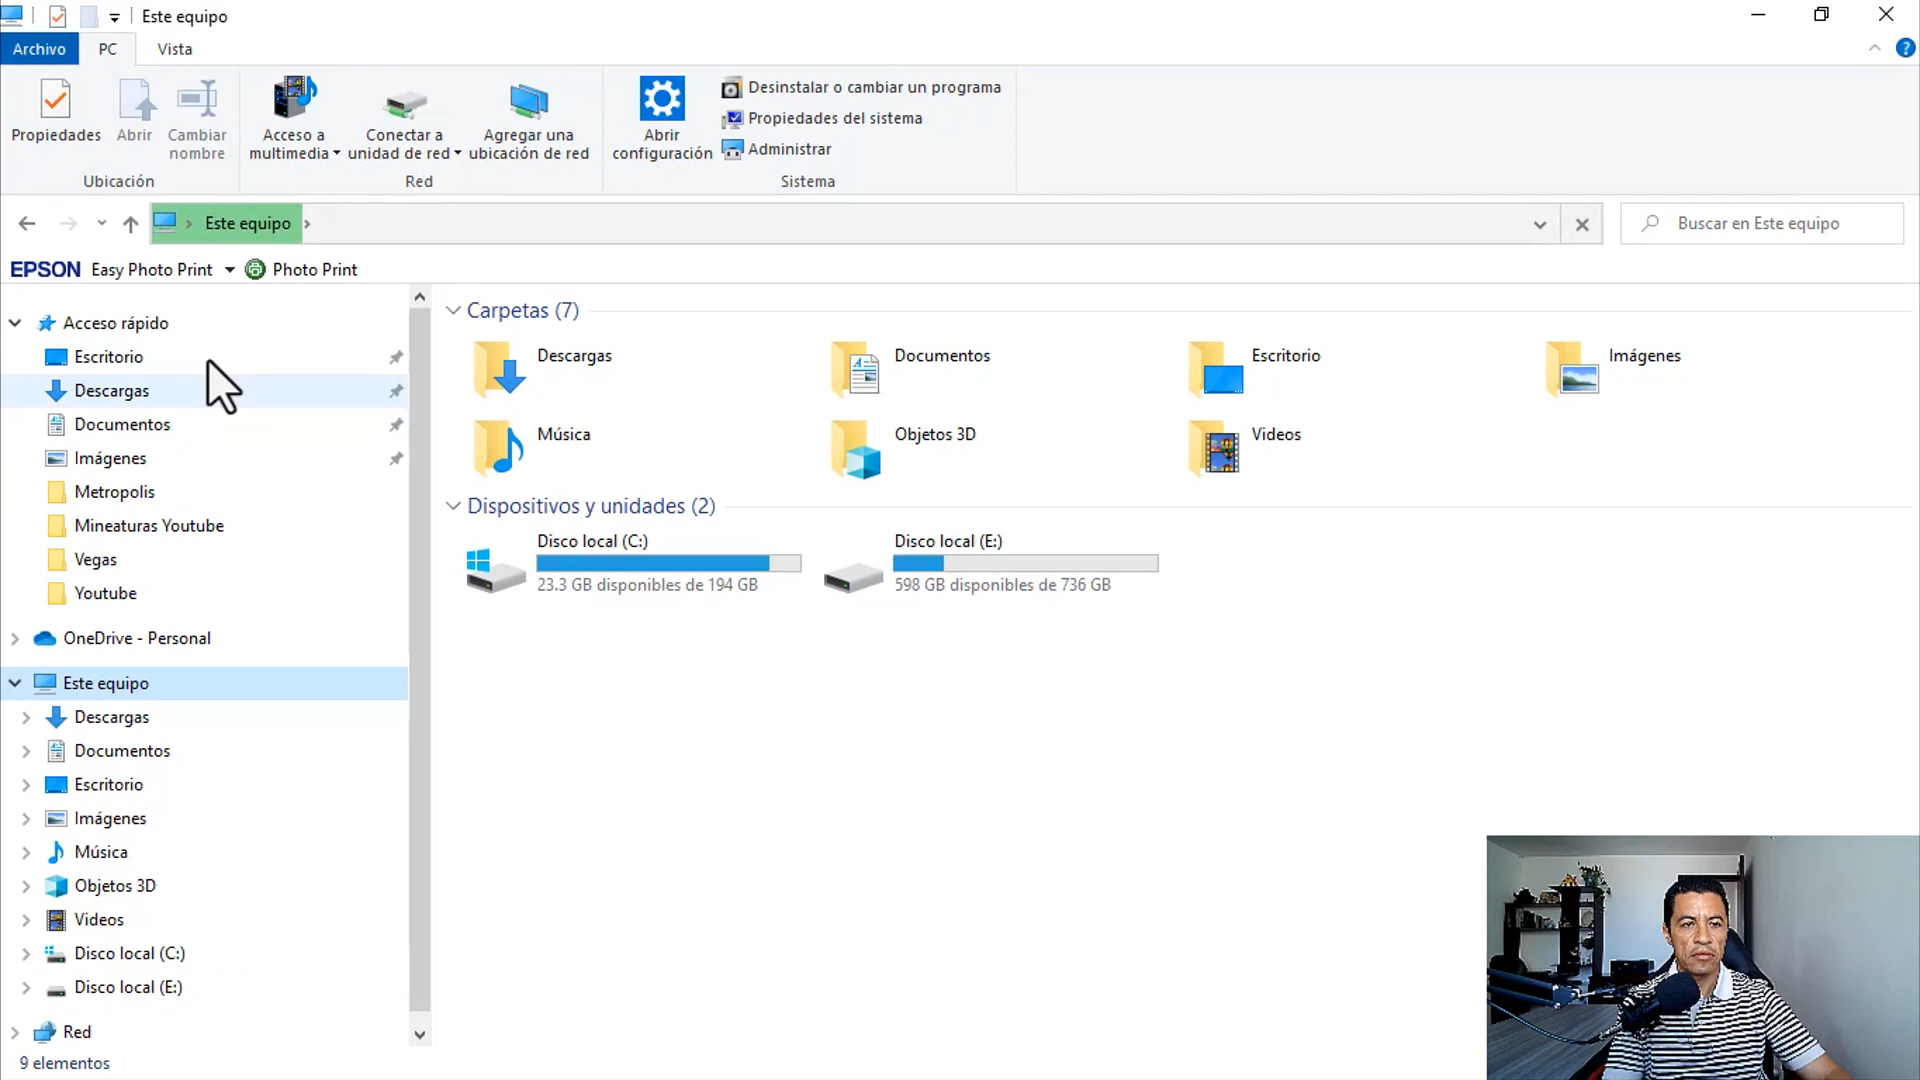 Este equipo
Archivo PC Vista
Propiedades Abrir Cambiar nombre
Acceso a multimedia Conectar a unidad de red Agregar una ubicación de red
Abrir configuración
Desinstalar o cambiar un programa
Propiedades del sistema
Administrar
Ubicación Red Sistema
Este equipo
Buscar en Este equipo
EPSON Easy Photo Print Photo Print
Acceso rápido
Escritorio
Descargas
Documentos
Imágenes
Metropolis
Mineaturas Youtube
Vegas
Youtube
OneDrive - Personal
Este equipo
Descargas
Documentos
Escritorio
Imágenes
Música
Objetos 3D
Videos
Disco local (C:)
Disco local (E:)
Red
9 elementos
Carpetas (7)
Descargas Documentos Escritorio Imágenes
Música Objetos 3D Videos
Dispositivos y unidades (2)
Disco local (C:)
23.3 GB disponibles de 194 GB
Disco local (E:)
598 GB disponibles de 736 GB